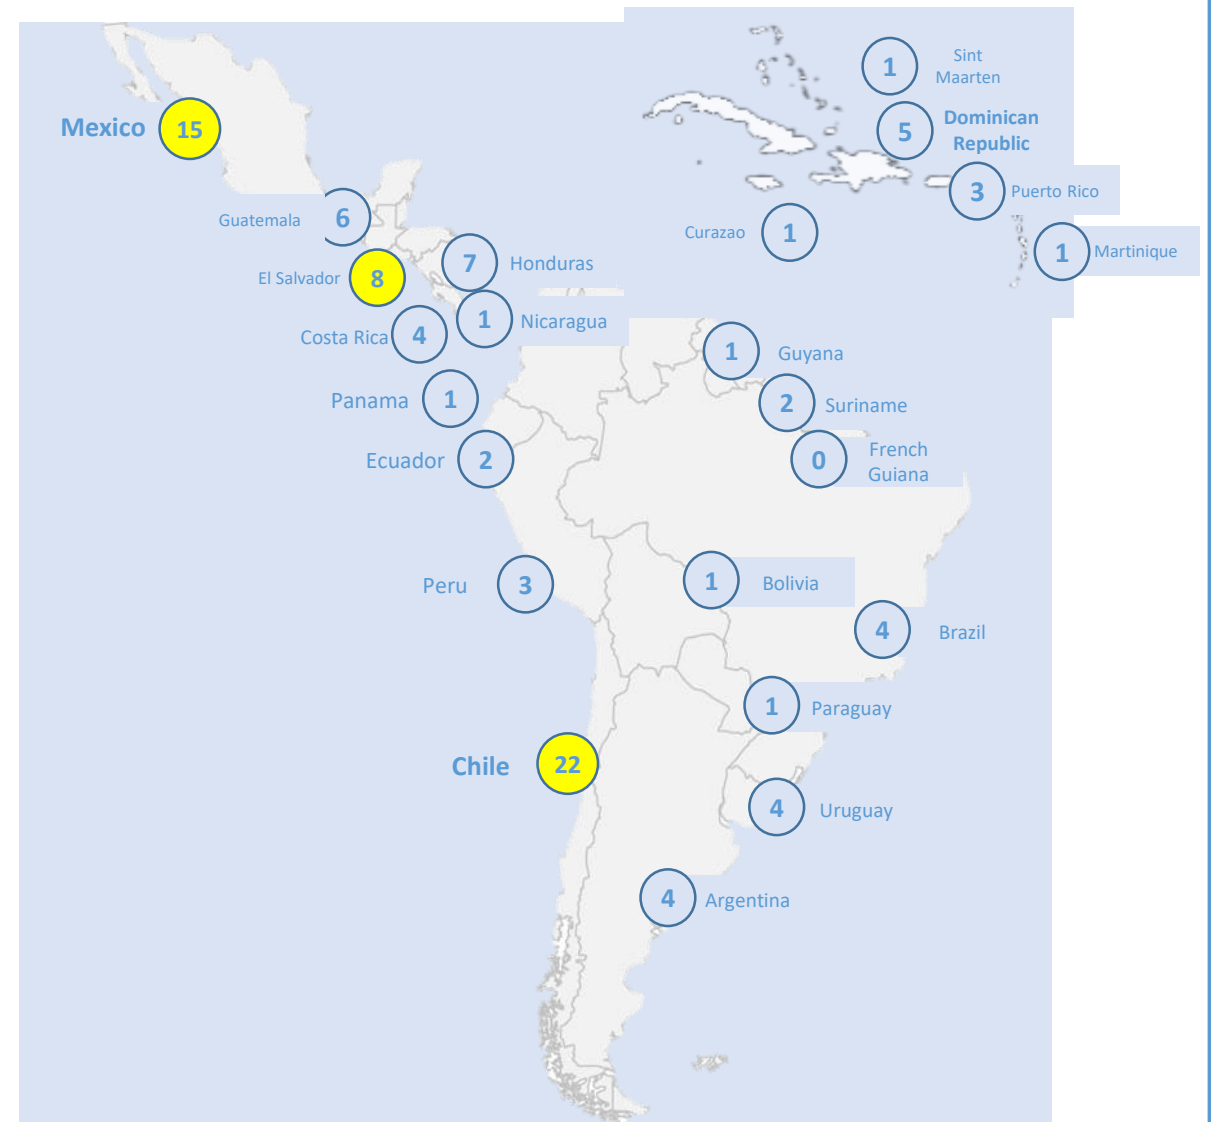 1
Sint
Maarten
Mexico
15
5
Dominican
Republic
3
Puerto Rico
Guatemala
6
Curazao
1
1
Martinique
El Salvador
8
7
Honduras
Costa Rica
4
1
Nicaragua
1
Guyana
Panama
1
2
Suriname
Ecuador
2
0
French
Guiana
Peru
3
1
Bolivia
4
Brazil
1
Paraguay
Chile
22
4
Uruguay
4
Argentina